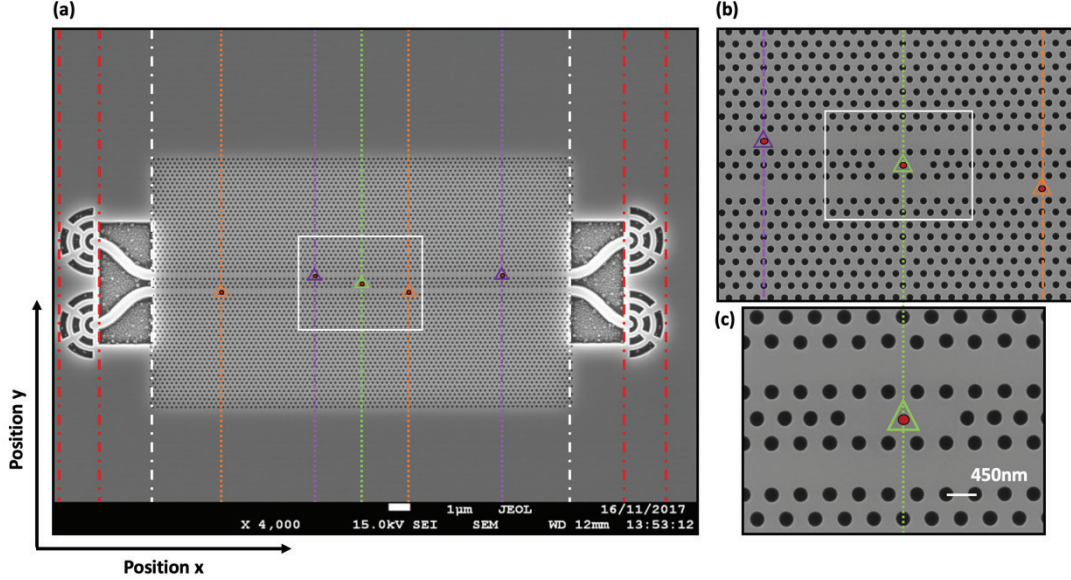 (a)
(b)
(c)
450nm
1µm JEOL 16/11/2017
X 4,000 15.0kV SEI SEM WD 12mm 13:53:12
Position y
Position x